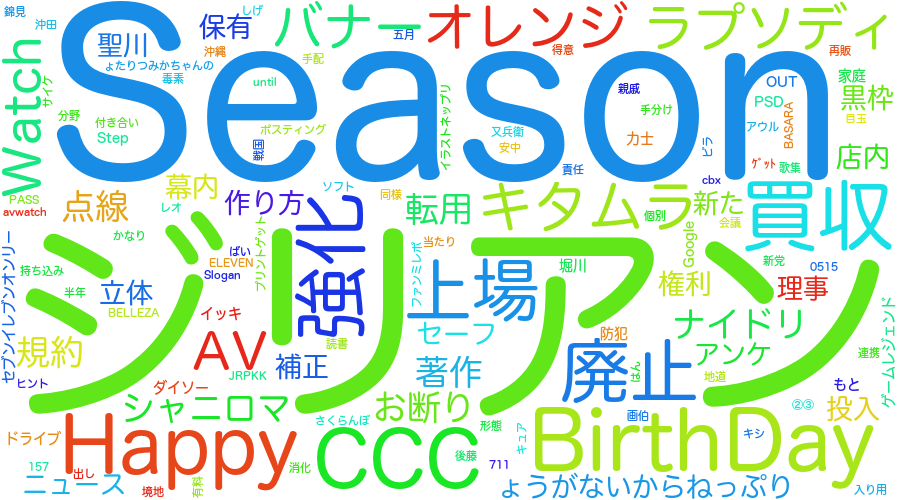 錦見
しげ
沖田
聖川
保有
バナー
五月
オレンジ
ラプソディ
ょたりつみかちゃんの
沖縄
手配
得意
再販
Season
Watch
サイケ
毒素
until
親戚
OUT
家庭
PSD
黒枠
目玉
分野
付き合い
Step
ポスティング
イラストネップリ
又兵衛
安中
手分け
力士
アウル
BASARA
店内
戦国
責任
ビラ
ｹﾞｯﾄ
歌集
PASS
avwatch
点線
幕内
レオ
作り方
ソフト
強化
同様
転用
キタムラ
cbx
個別
新た
会議
買収
セブンイレブンオンリー
かなり
ばい
ELEVEN
Slogan
プリントゲット
ファンミレポ
当たり
Google
新党
0515
持ち込み
半年
ジリアン
立体
BELLEZA
イッキ
上場
堀川
権利
理事
ヒント
規約
AV
読書
セーフ
防犯
ナイドリ
ゲームレジェンド
JRPKK
補正
著作
廃止
はん
アンケ
連携
ダイソー
シャニロマ
さくらんぼ
お断り
形態
画伯
地道
もと
②③
投入
ドライブ
Happy
CCC
BirthDay
キュア
キシ
157
出し
消化
後藤
711
ニュース
境地
有料
ょうがないからねっぷり
入り用